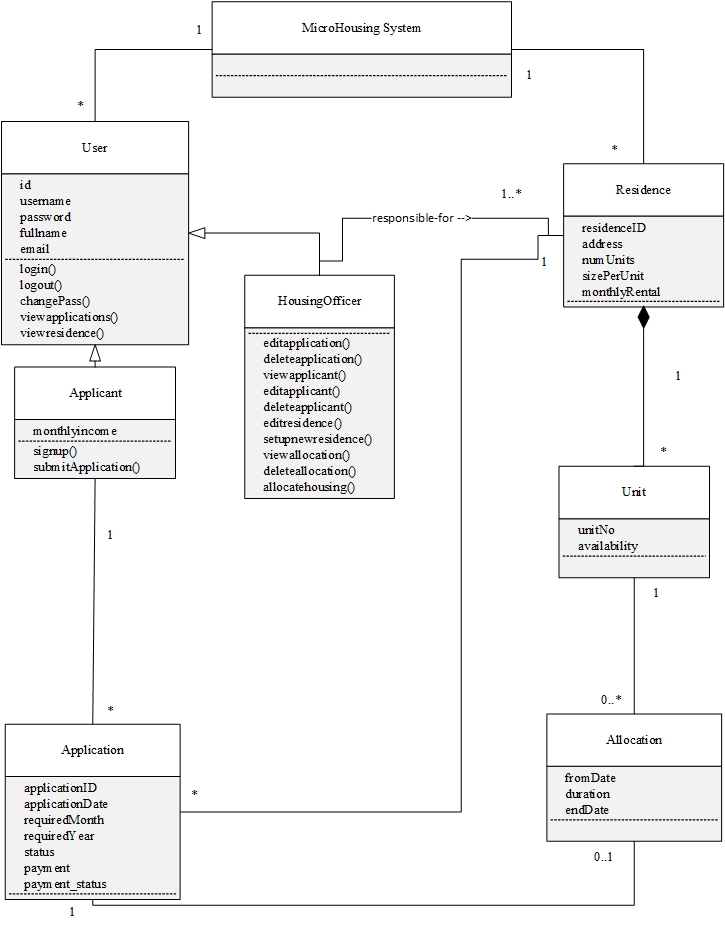 MicroHousing System
1
1
*
*
User
id
username
password
fullname
email
login()
logout()
changePass()
viewapplications()
viewresidence()
1..*
responsible-for -->
1
Residence
residenceID
address
numUnits
sizePerUnit
monthlyRental
HousingOfficer
editapplication()
deleteapplication()
viewapplicant()
editapplicant()
deleteapplicant()
editresidence()
setupnewresidence()
viewallocation()
deleteallocation()
allocatehousing()
Applicant
monthlyincome
signup()
submitApplication()
1
*
Unit
unitNo
availability
1
1
0..*
*
Application
applicationID
applicationDate
requiredMonth
requiredYear
status
payment
payment_status
*
Allocation
fromDate
duration
endDate
0..1
1